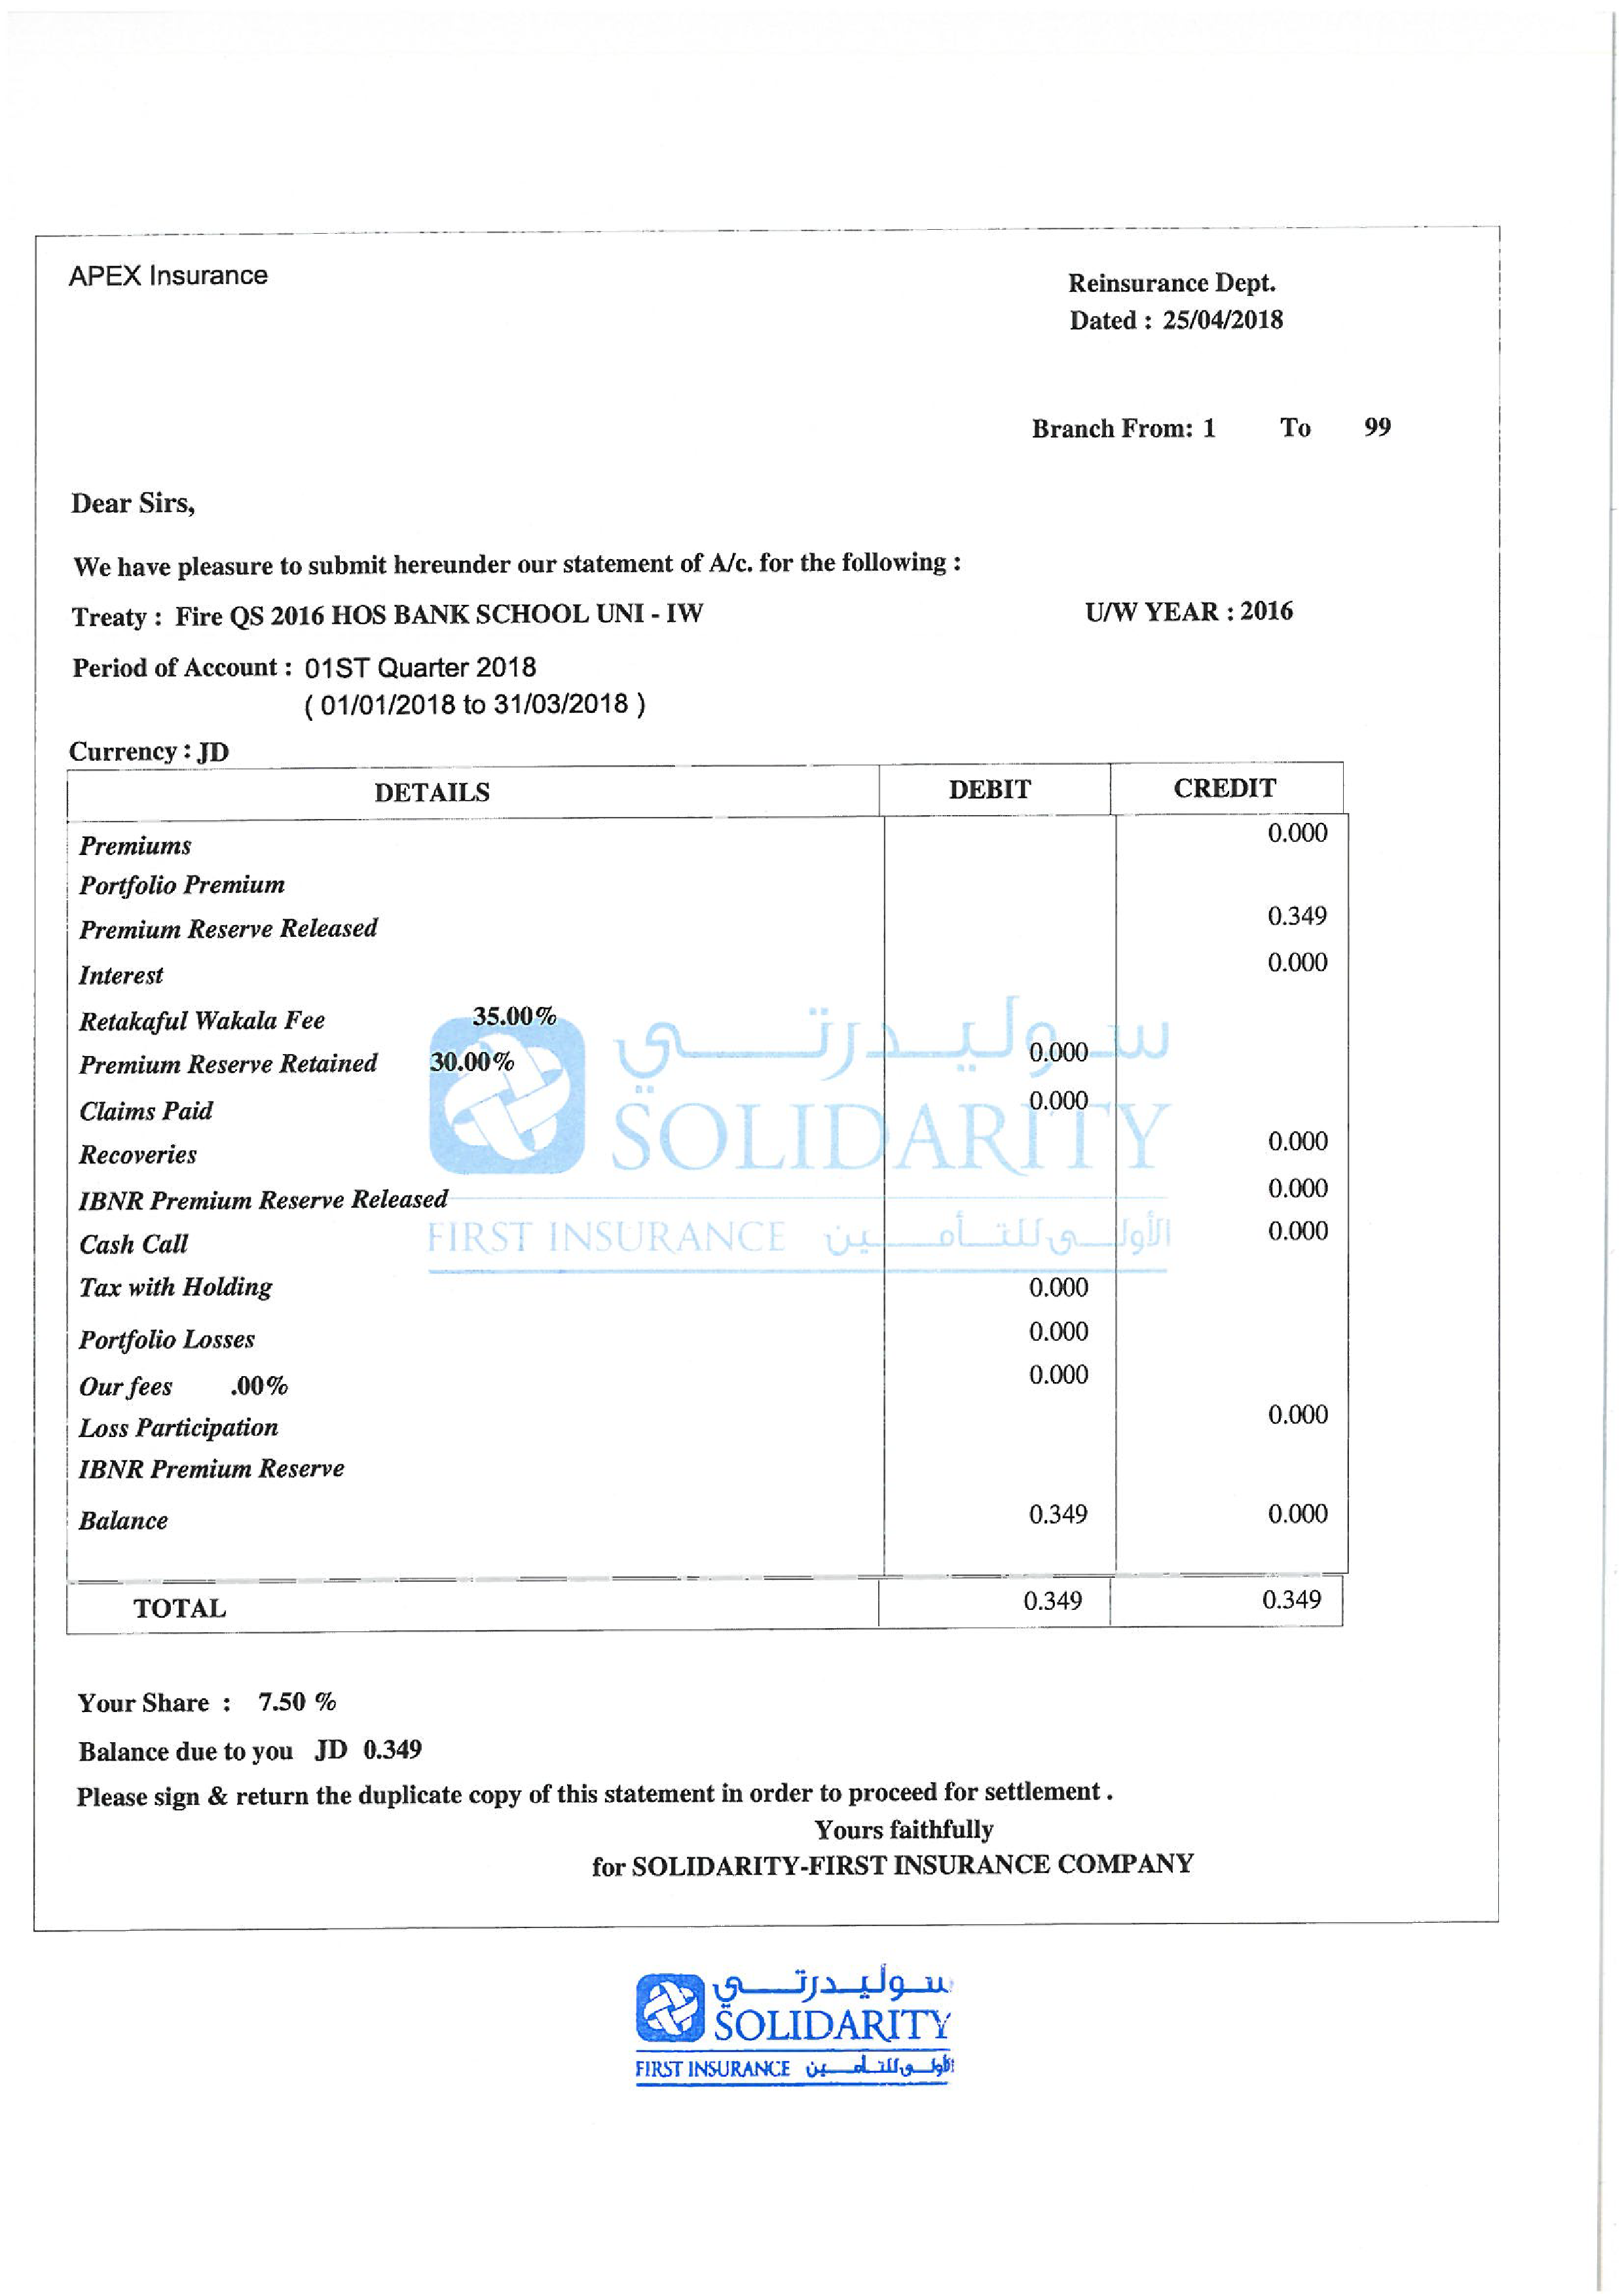 APEX Insurance
Reinsurance Dept.
Dated : 25/04/2018
Branch From: 1 To 99
Dear Sirs,
We have pleasure to submit hereunder our statement of A/c. for the following :
Treaty : Fire QS 2016 HOS BANK SCHOOL UNI - IW U/W YEAR : 2016
Period of Account : 01ST Quarter 2018
( 01/01/2018 to 31/03/2018 )
Currency : JD
DETAILS DEBIT CREDIT
Premiums 0.000
Portfolio Premium
Premium Reserve Released 0.349
Interest 0.000
Retakaful Wakala Fee 35.00%
Premium Reserve Retained 30.00% 0.000
Claims Paid 0.000
Recoveries 0.000
IBNR Premium Reserve Released 0.000
Cash Call 0.000
Tax with Holding 0.000
Portfolio Losses 0.000
Our fees .00% 0.000
Loss Participation 0.000
IBNR Premium Reserve
Balance 0.349 0.000
TOTAL 0.349 0.349
سوليدرتي
SOLIDARITY
FIRST INSURANCE الأولى للتأمين
Your Share : 7.50 %
Balance due to you JD 0.349
Please sign & return the duplicate copy of this statement in order to proceed for settlement .
Yours faithfully
for SOLIDARITY-FIRST INSURANCE COMPANY
سوليدرتي
SOLIDARITY
FIRST INSURANCE الأولى للتأمين